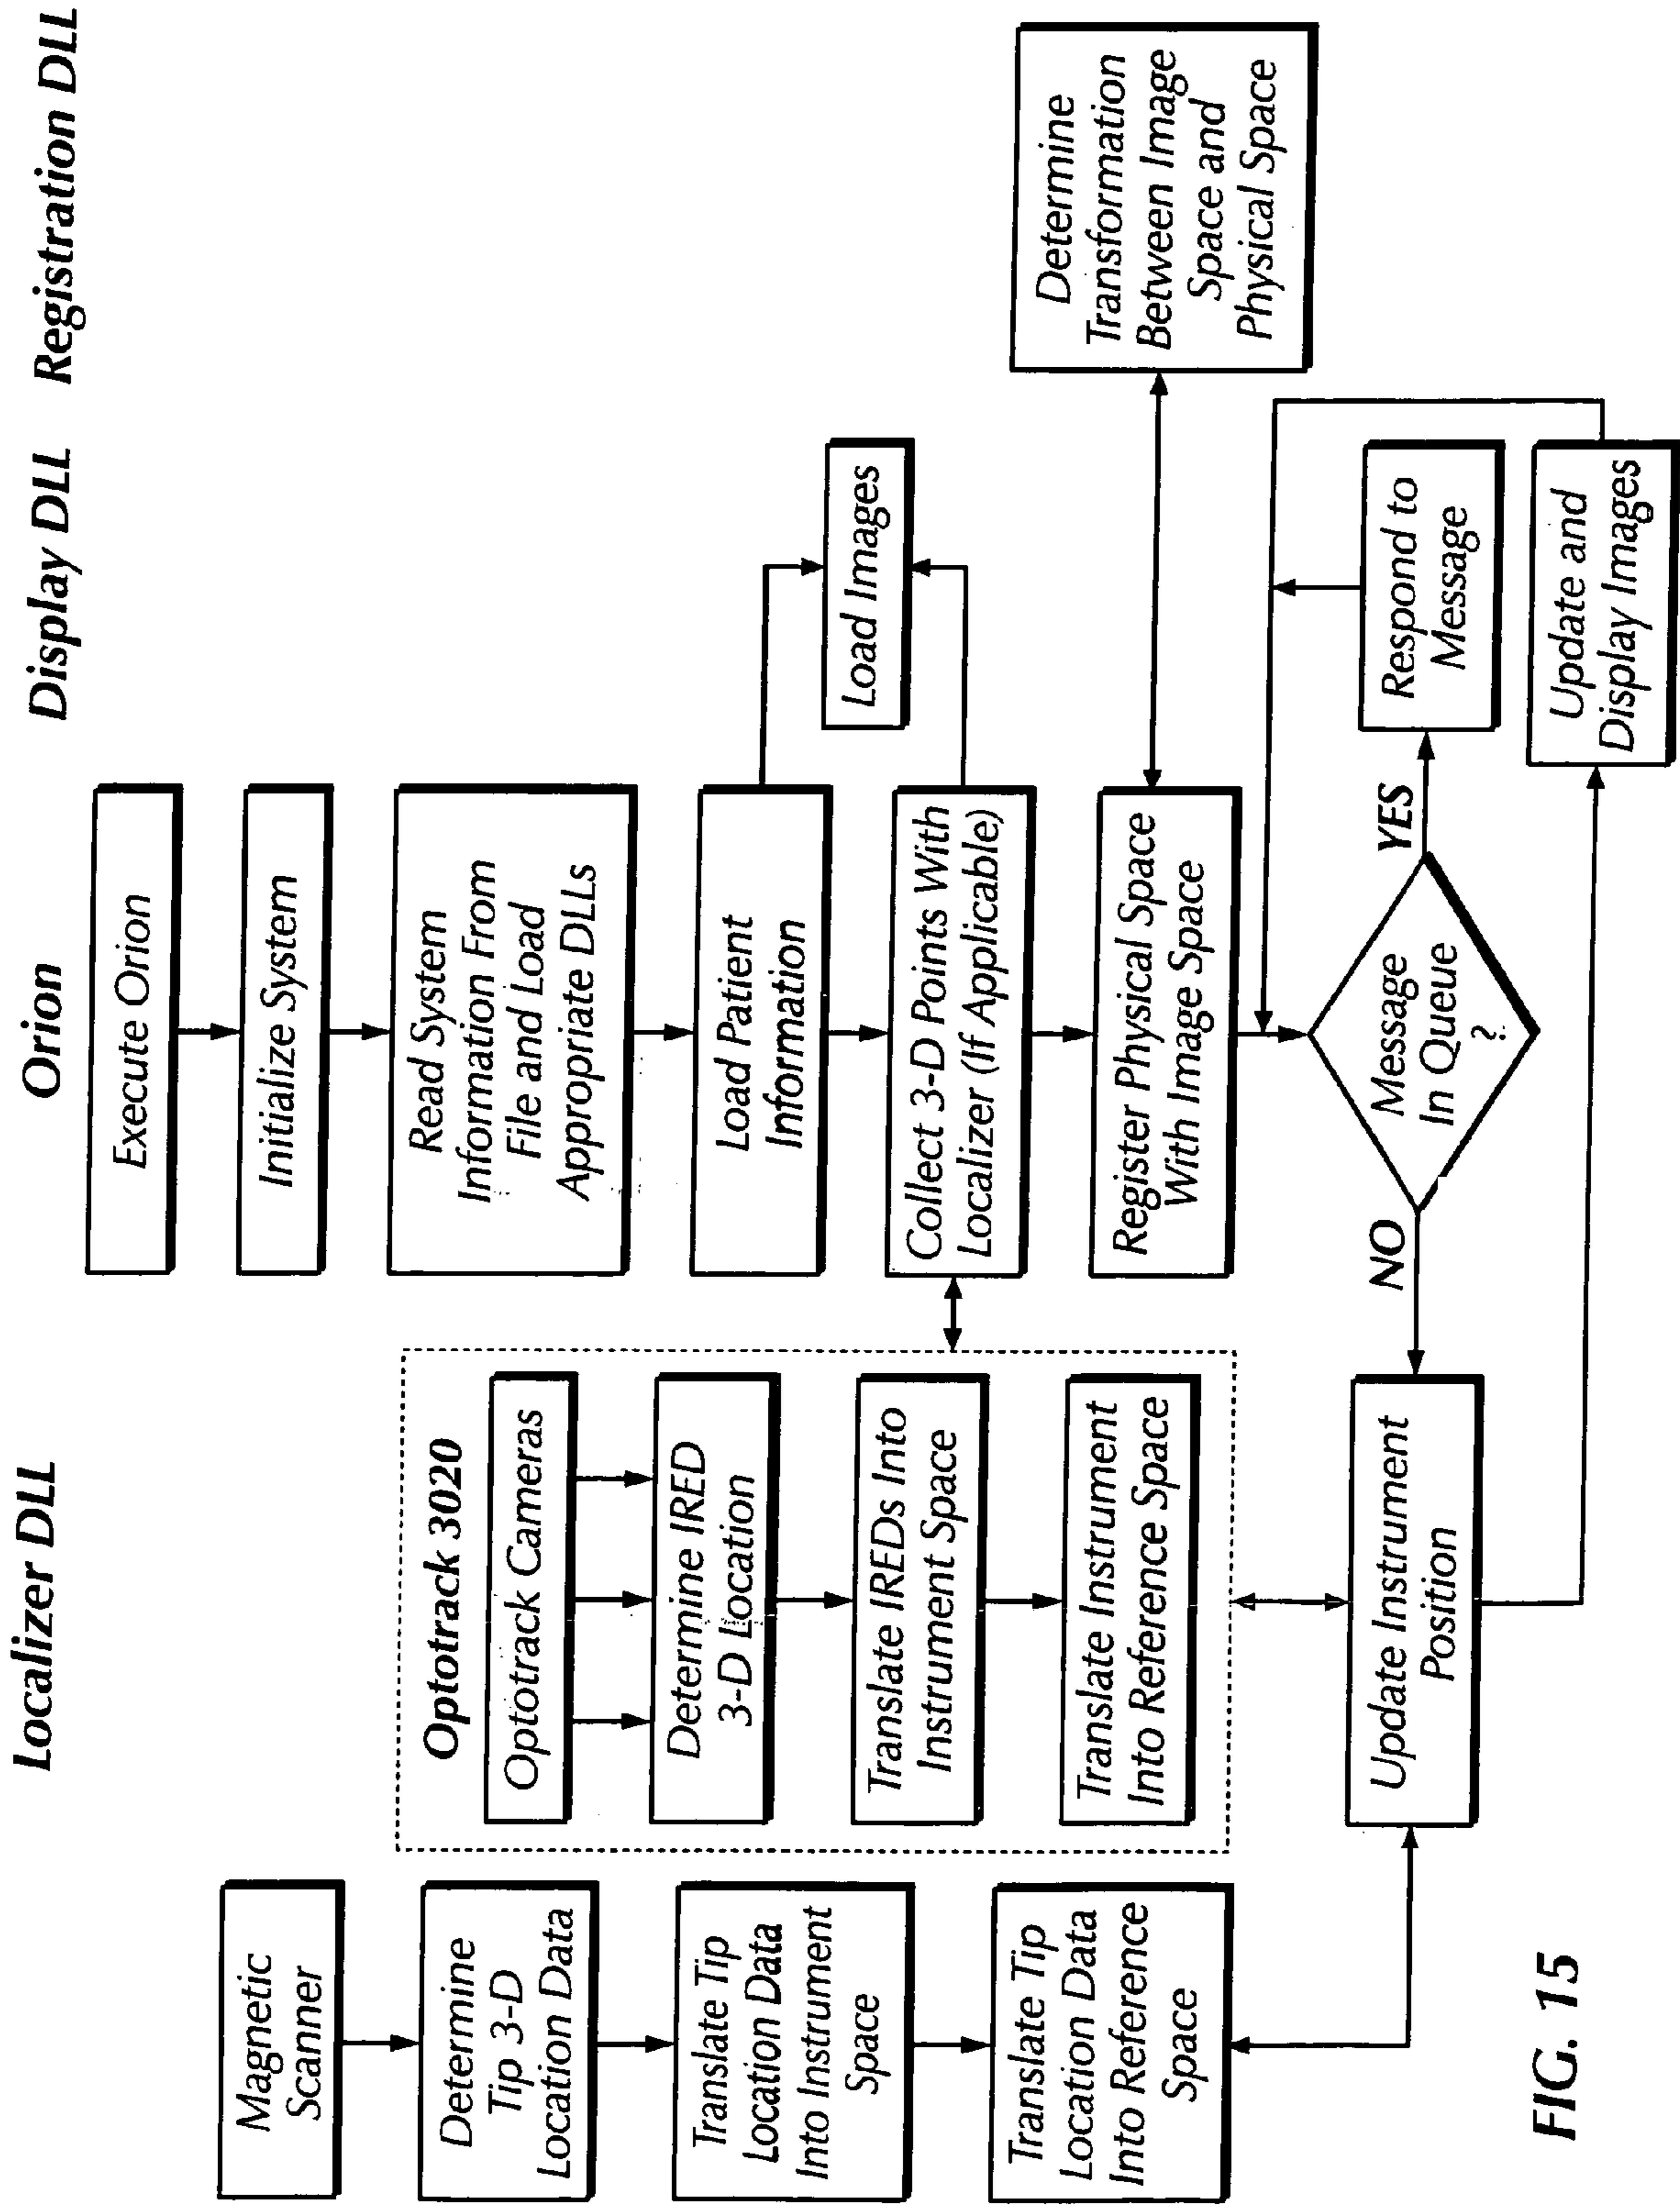 Localizer DLL
Orion
Display DLL
Registration DLL
Magnetic
Scanner
Determine
Tip 3-D
Location Data
Translate Tip
Location Data
Into Instrument
Space
Translate Tip
Location Data
Into Reference
Space
Optotrack 3020
Optotrack Cameras
Determine IRED
3-D Location
Translate IREDs Into
Instrument Space
Translate Instrument
Into Reference Space
Update Instrument
Position
Execute Orion
Initialize System
Read System
Information From
File and Load
Appropriate DLLs
Load Patient
Information
Collect 3-D Points With
Localizer (If Applicable)
Register Physical Space
With Image Space
Message
In Queue
?
NO
YES
Load Images
Respond to
Message
Update and
Display Images
Determine
Transformation
Between Image
Space and
Physical Space
FIG. 15